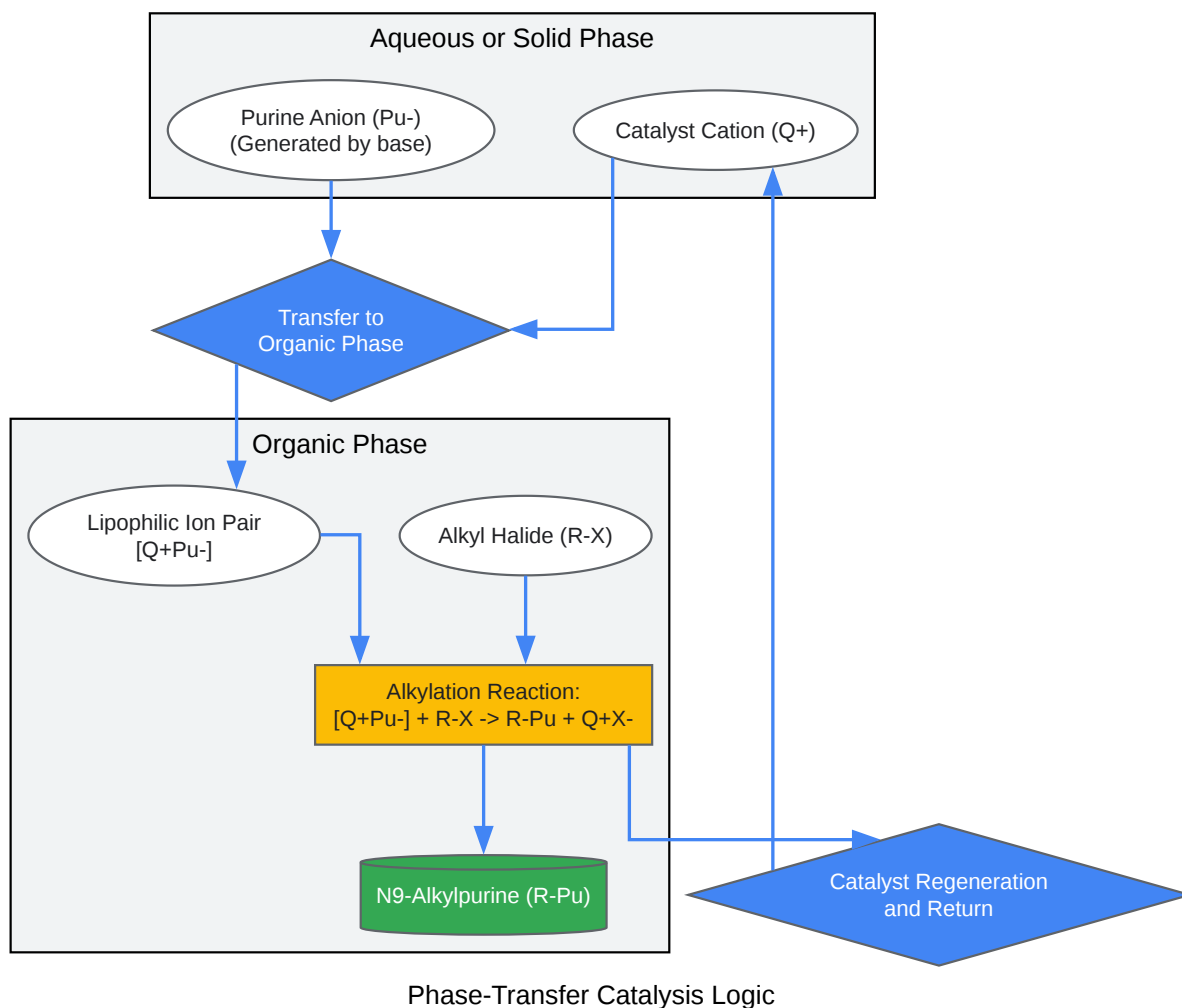 Aqueous or Solid Phase
Purine Anion (Pu-)
(Generated by base)
Catalyst Cation (Q+)
Transfer to
Organic Phase
Organic Phase
Lipophilic Ion Pair
[Q+Pu-]
Alkyl Halide (R-X)
Alkylation Reaction:
[Q+Pu-] + R-X -> R-Pu + Q+X-
N9-Alkylpurine (R-Pu)
Catalyst Regeneration
and Return
Phase-Transfer Catalysis Logic